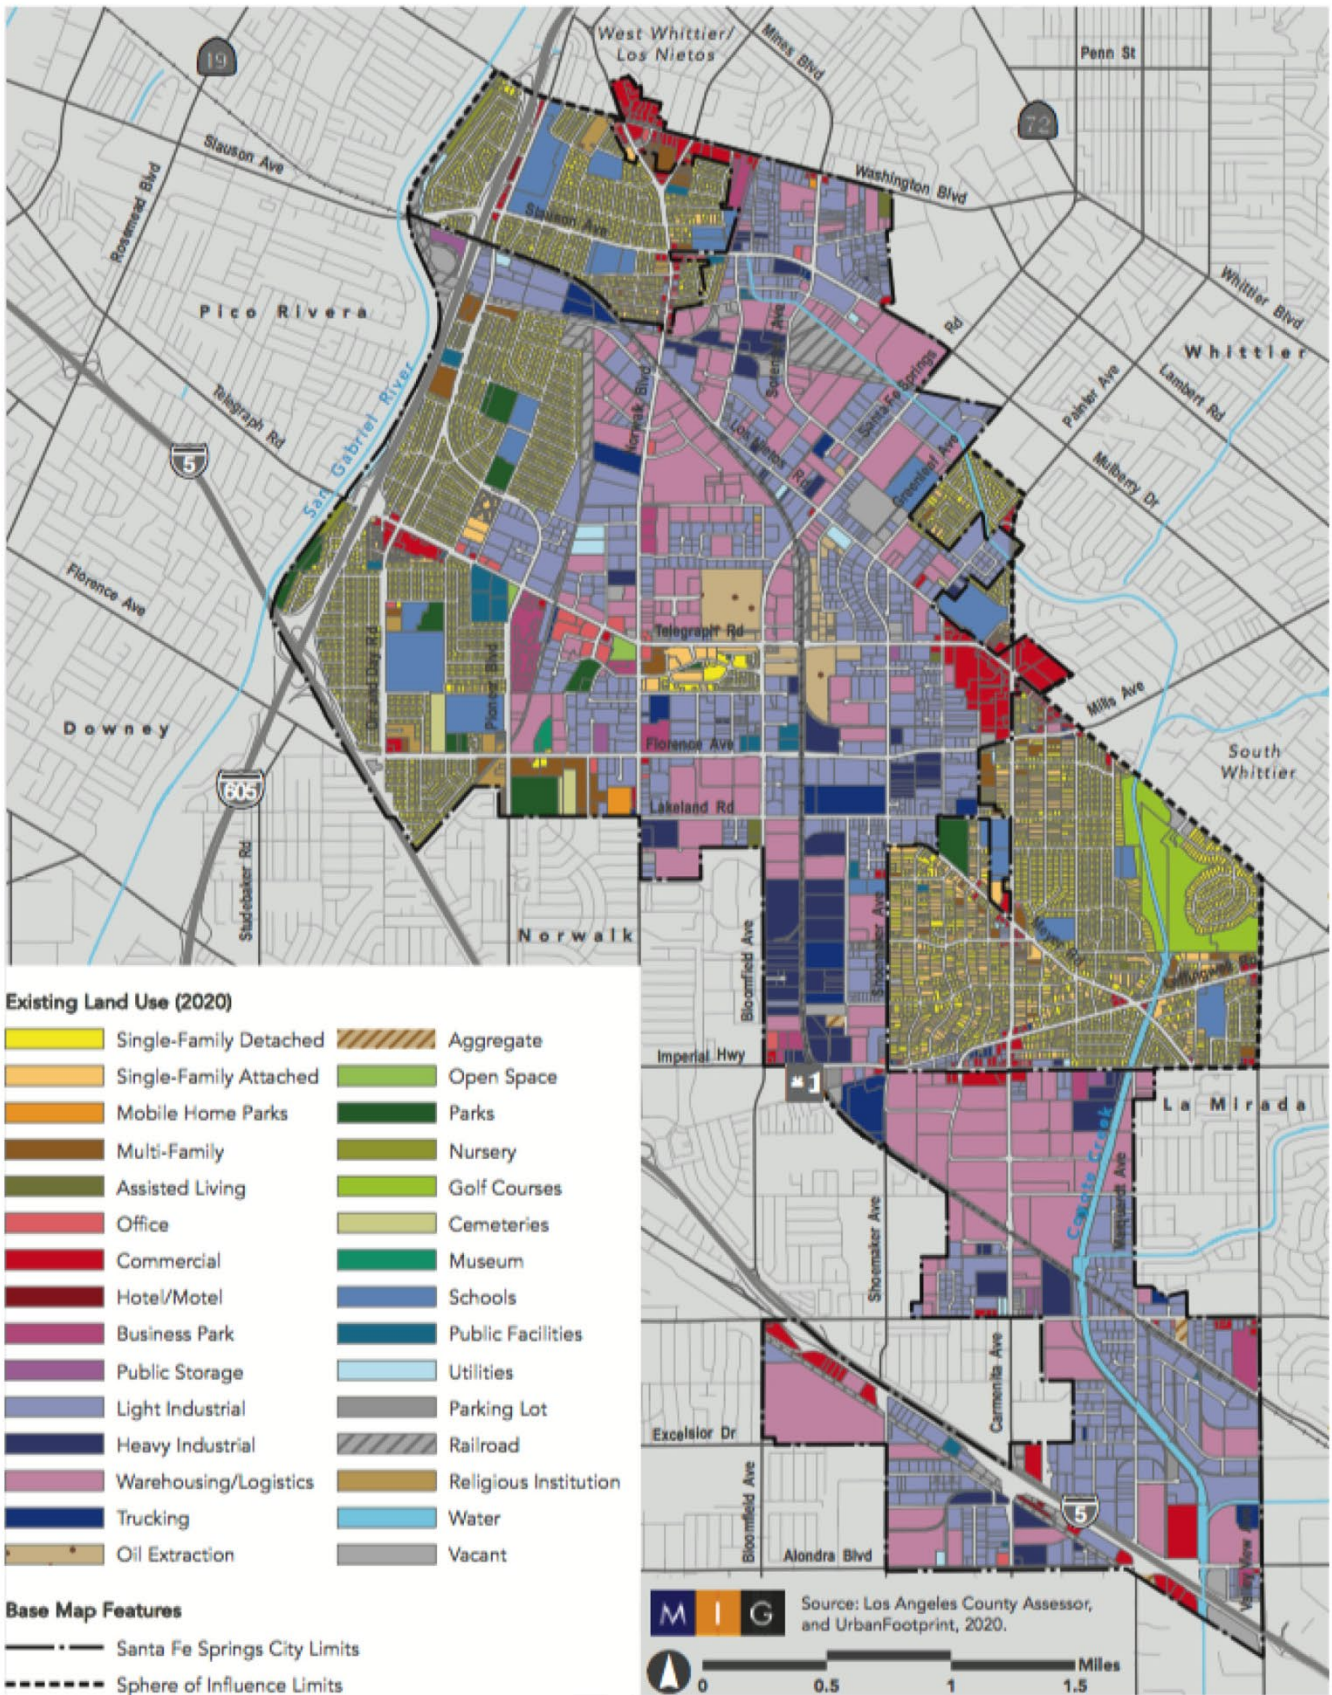 West Whittier/
Los Nietos
Mines Blvd
Penn St
19
72
Slauson Ave
Rosemead Blvd
Washington Blvd
Slauson Ave
Whittier Blvd
Pico Rivera
Whittier
Rd
Santa Fe Springs
Sorensen Ave
Painter Ave
Lambert Rd
Norwalk Blvd
Telegraph Rd
San Gabriel River
Los Nietos Rd
Greenleaf Ave
Mulberry Dr
5
Florence Ave
Telegraph Rd
Orr and Day Rd
Pioneer Blvd
Mills Ave
Downey
Florence Ave
South
Whittier
605
Lakeland Rd
Studebaker Rd
Norwalk
Bloomfield Ave
Shoemaker Ave
Meyer Rd
Imperial Hwy
1
La Mirada
Coyote Creek
Marquardt Ave
Shoemaker Ave
Carmenita Ave
Excelsior Dr
Bloomfield Ave
5
Alondra Blvd
Valley View Ave
Existing Land Use (2020)
Single-Family Detached
Single-Family Attached
Mobile Home Parks
Multi-Family
Assisted Living
Office
Commercial
Hotel/Motel
Business Park
Public Storage
Light Industrial
Heavy Industrial
Warehousing/Logistics
Trucking
Oil Extraction
Aggregate
Open Space
Parks
Nursery
Golf Courses
Cemeteries
Museum
Schools
Public Facilities
Utilities
Parking Lot
Railroad
Religious Institution
Water
Vacant
Base Map Features
Santa Fe Springs City Limits
Sphere of Influence Limits
M I G
Source: Los Angeles County Assessor,
and UrbanFootprint, 2020.
Miles
0 0.5 1 1.5